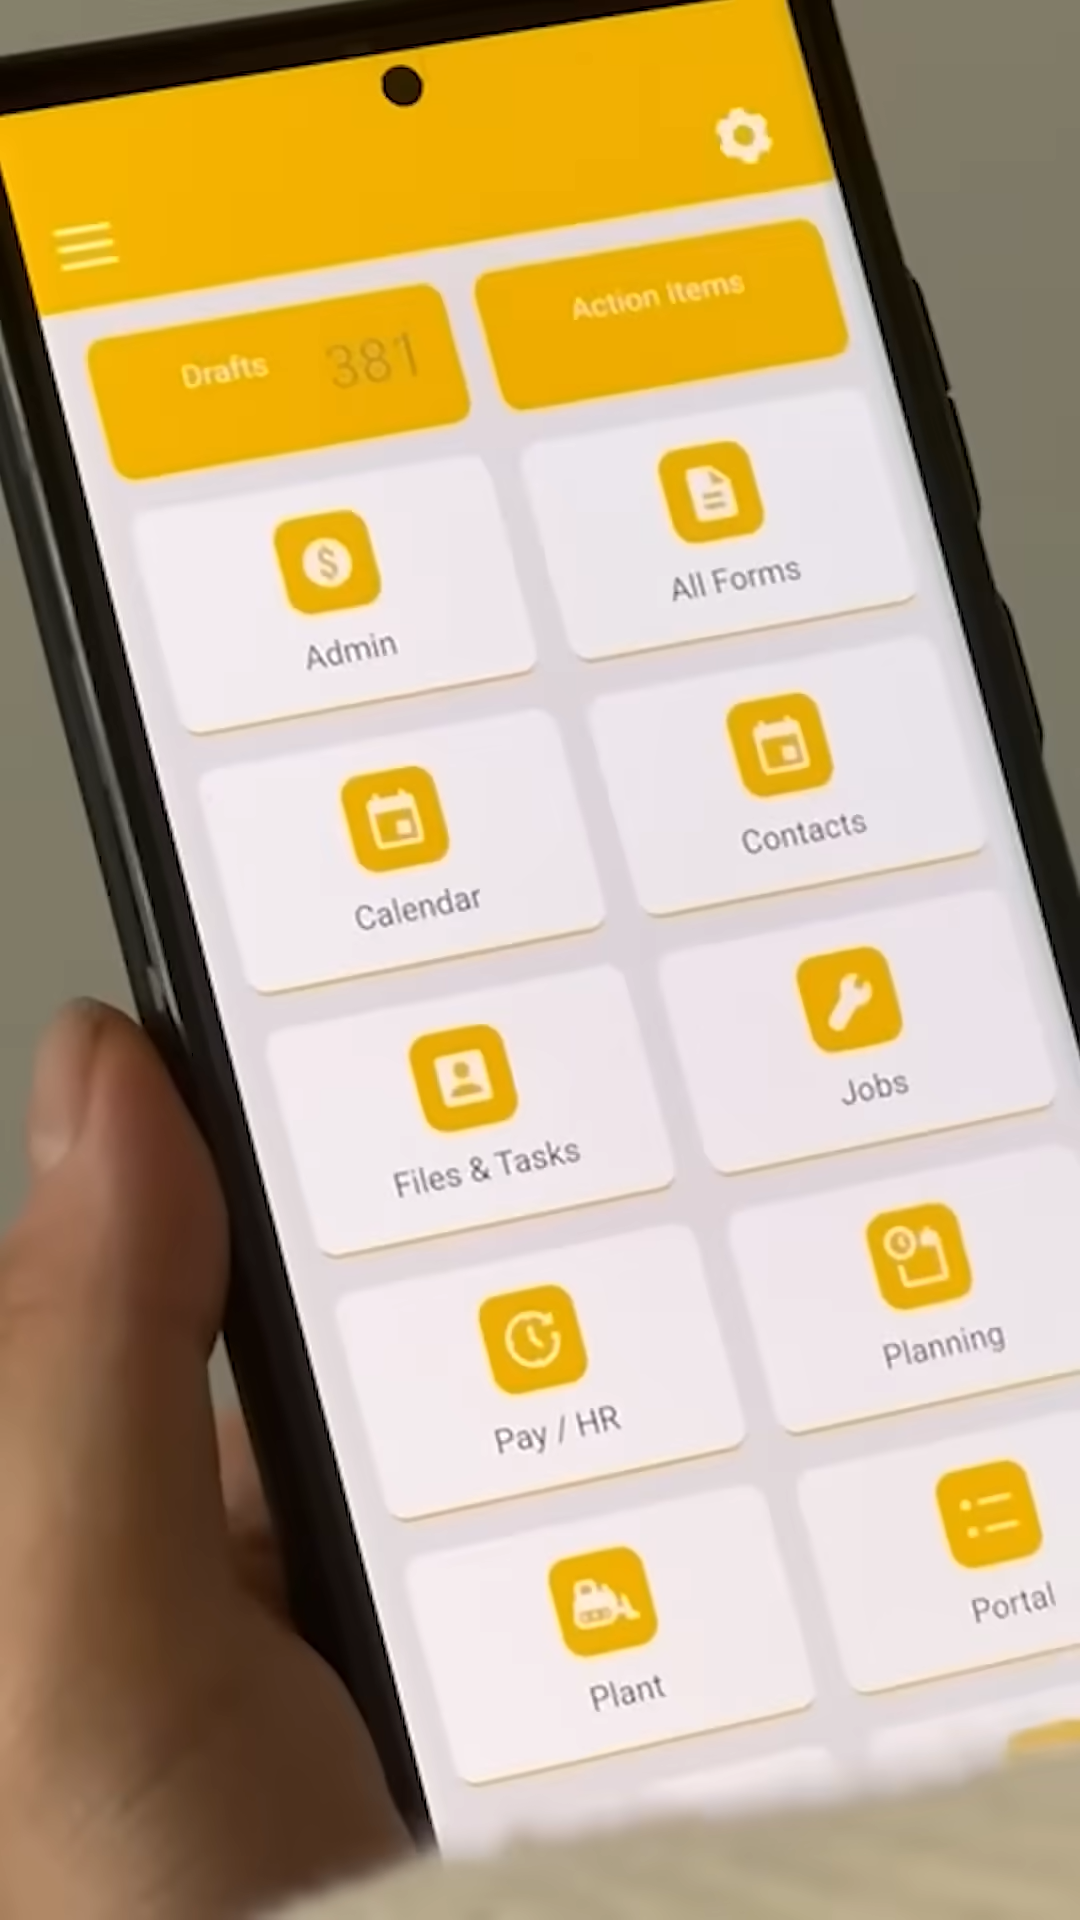 Drafts 381
Action Items
Admin
All Forms
Calendar
Contacts
Files & Tasks
Jobs
Pay / HR
Planning
Plant
Portal